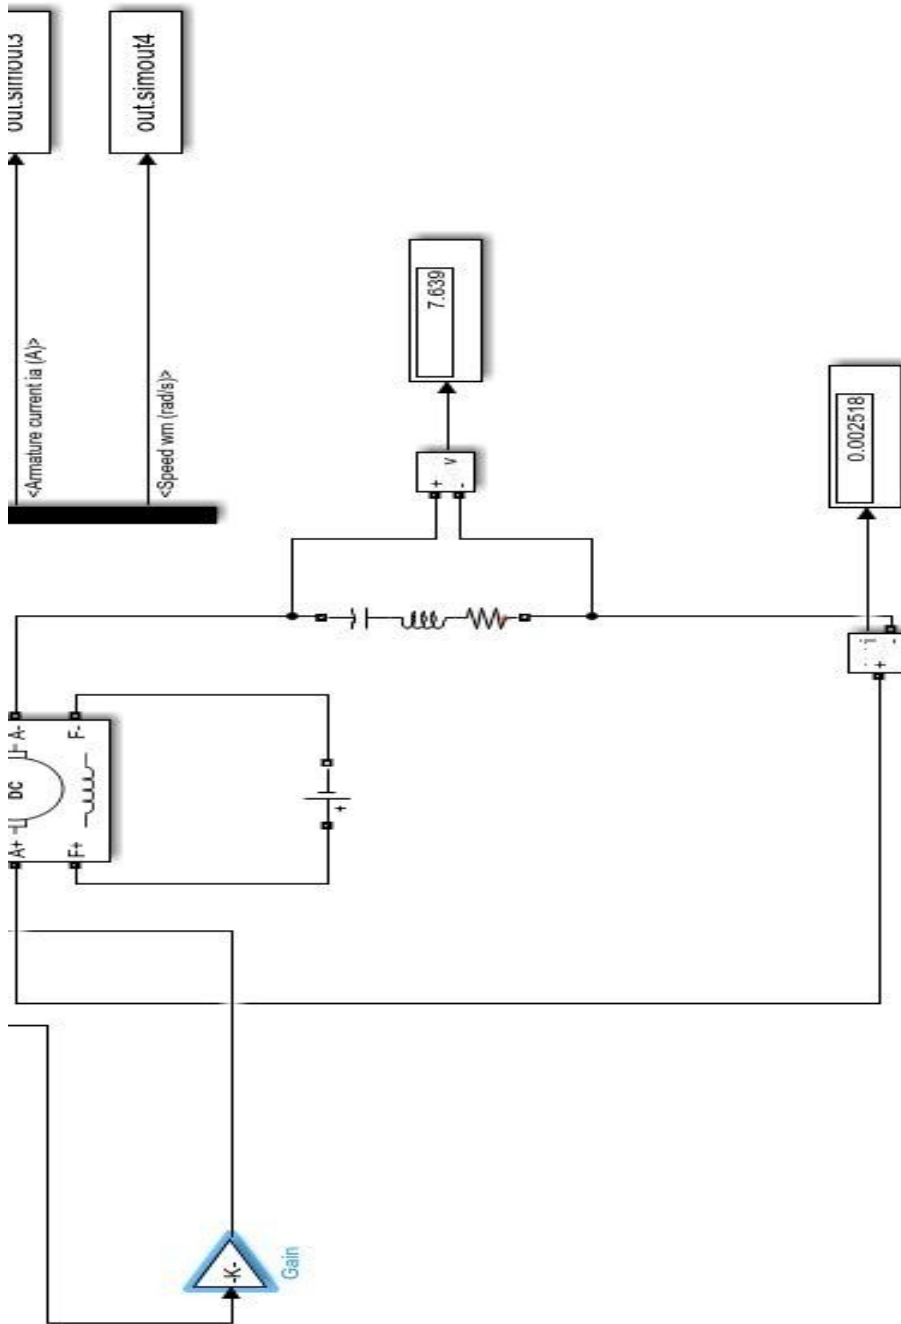 out.simout3
out.simout4
<Armature current ia (A)>
<Speed wm (rad/s)>
7.639
+
v
-
0.002518
+
A-
F-
DC
A+
F+
+
-K-
Gain